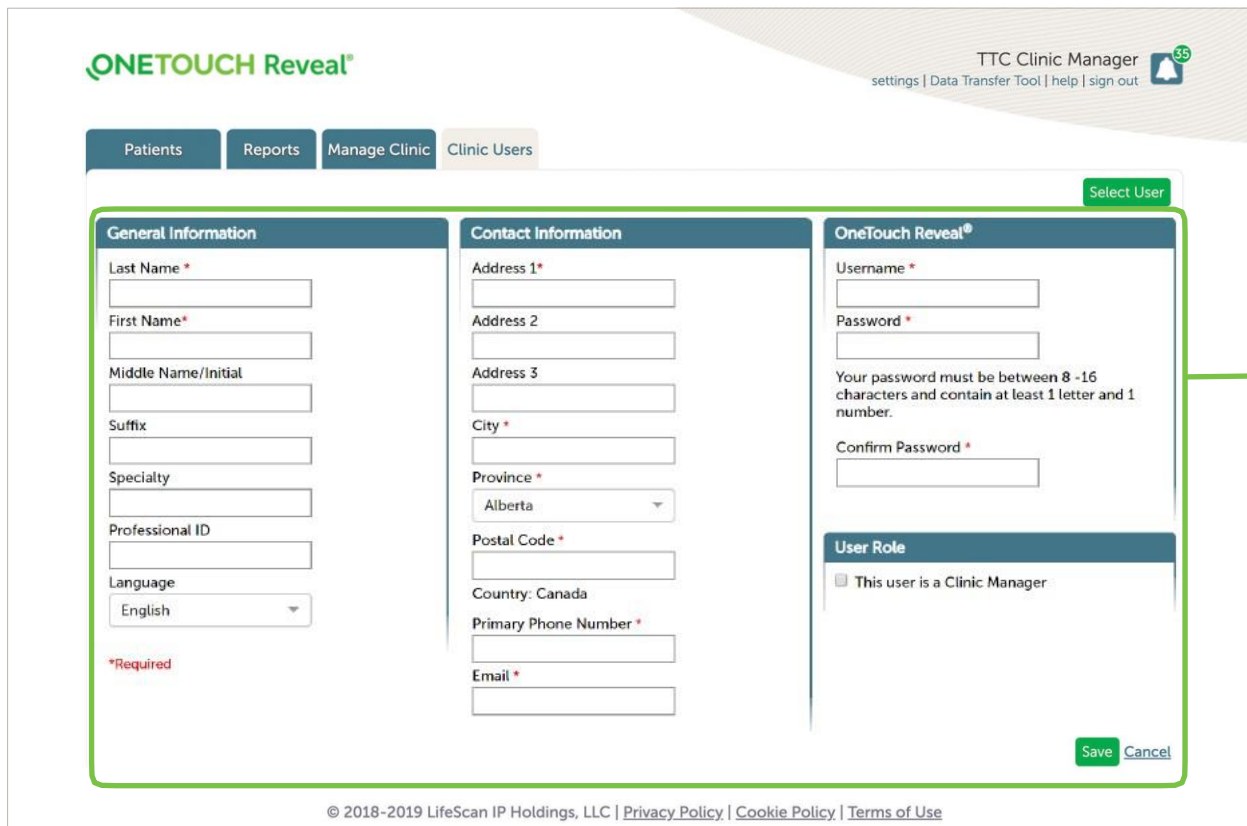 ONETOUCH Reveal®
TTC Clinic Manager
35
settings | Data Transfer Tool | help | sign out
Patients
Reports
Manage Clinic
Clinic Users
Select User
General Information
Last Name *
First Name*
Middle Name/Initial
Suffix
Specialty
Professional ID
Language
English
*Required
Contact Information
Address 1*
Address 2
Address 3
City *
Province *
Alberta
Postal Code *
Country: Canada
Primary Phone Number *
Email *
OneTouch Reveal®
Username *
Password *
Your password must be between 8 -16
characters and contain at least 1 letter and 1
number.
Confirm Password *
User Role
This user is a Clinic Manager
Save Cancel
© 2018-2019 LifeScan IP Holdings, LLC | Privacy Policy | Cookie Policy | Terms of Use